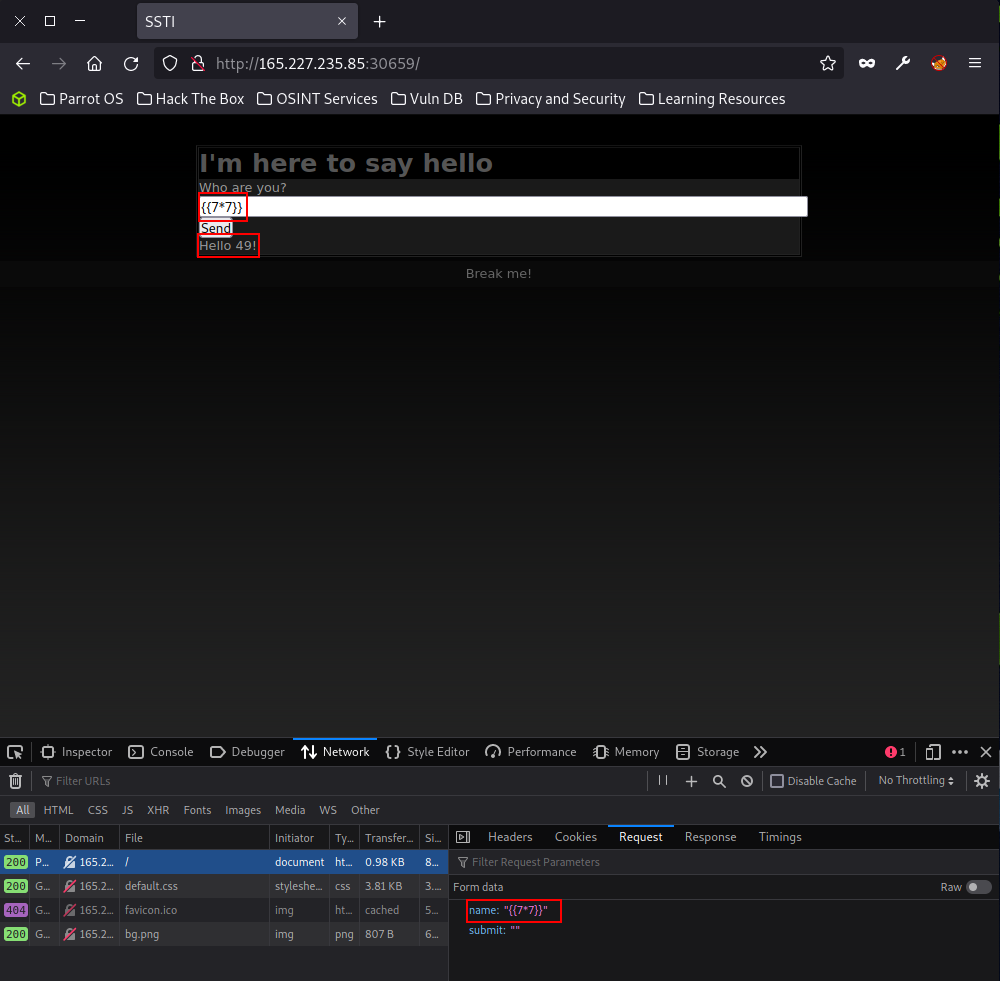 SSTI
http://165.227.235.85:30659/
Parrot OS Hack The Box OSINT Services Vuln DB Privacy and Security Learning Resources
I'm here to say hello
Who are you?
{{7*7}}
Send
Hello 49!
Break me!
Inspector Console Debugger Network Style Editor Performance Memory Storage 1
Filter URLs Disable Cache No Throttling
All HTML CSS JS XHR Fonts Images Media WS Other
St... M... Domain File Initiator Ty... Transfer... Si... Headers Cookies Request Response Timings
200 P... 165.2... / document ht... 0.98 KB 8... Filter Request Parameters
200 G... 165.2... default.css styleshe... css 3.81 KB 3... Form data Raw
404 G... 165.2... favicon.ico img ht... cached 5... name: "{{7*7}}"
200 G... 165.2... bg.png img png 807 B 6... submit: ""